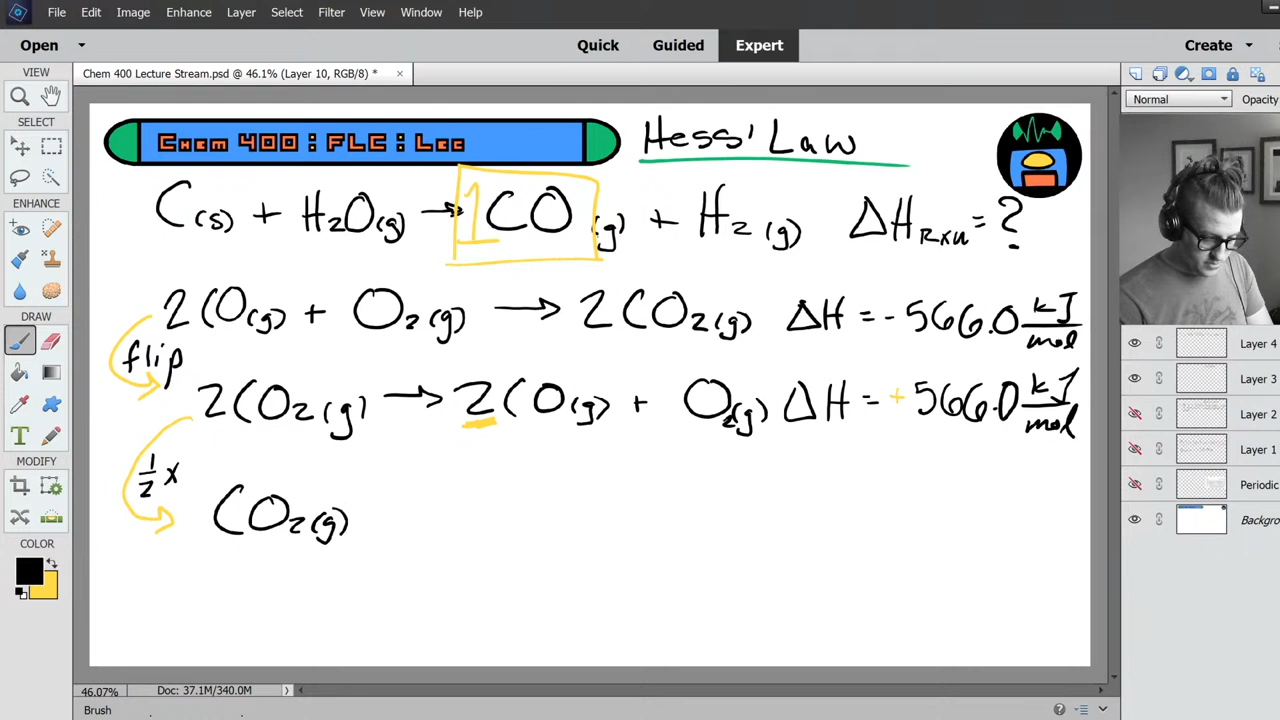 File Edit Image Enhance Layer Select Filter View Window Help
Open Quick Guided Expert Create
VIEW
Chem 400 Lecture Stream.psd @ 46.1% (Layer 10, RGB/8) * ×
Normal Opacity
Chem 400 : FLC : Lec
Hess' Law
SELECT
C(s) + H₂O(g) → 1CO(g) + H₂(g) ΔHRxn = ?
ENHANCE
2CO(g) + O₂(g) → 2CO₂(g) ΔH = -566.0 kJ/mol
DRAW
flip
2CO₂(g) → 2CO(g) + O₂(g) ΔH = +566.0 kJ/mol
MODIFY
½ x
CO₂(g)
COLOR
Layer 4
Layer 3
Layer 2
Layer 1
Periodic
Backgro
46.07% Doc: 37.1M/340.0M
Brush